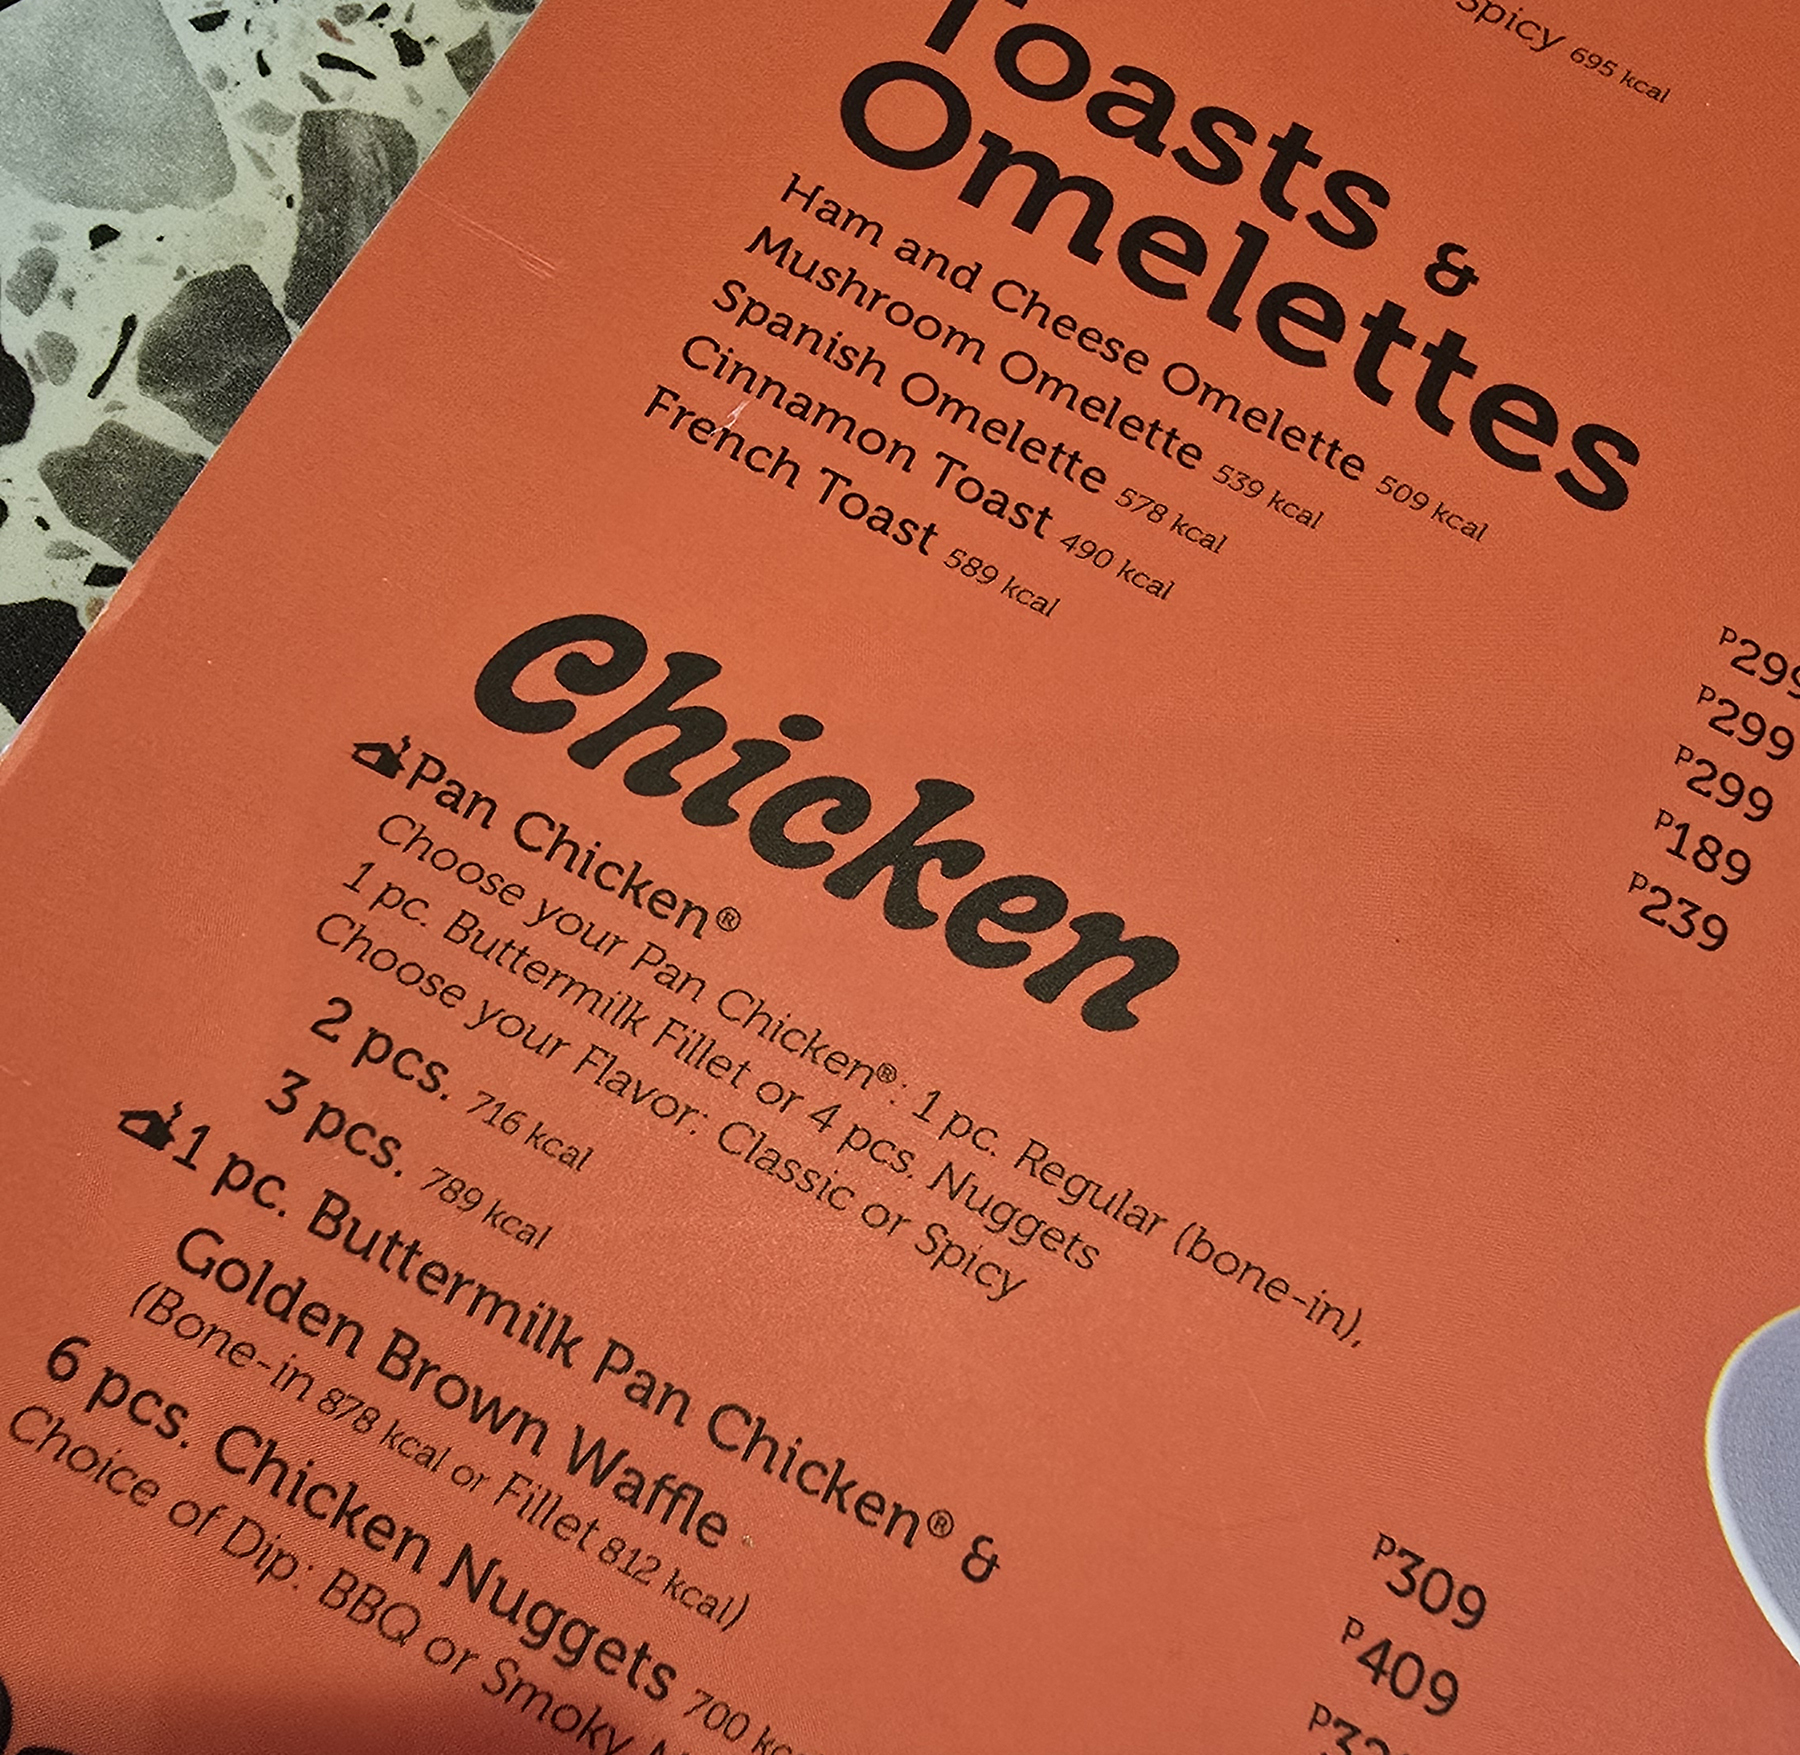 Spicy 695 kcal
Toasts &
Omelettes
Ham and Cheese Omelette 509 kcal ₱299
Mushroom Omelette 539 kcal ₱299
Spanish Omelette 578 kcal ₱299
Cinnamon Toast 490 kcal ₱189
French Toast 589 kcal ₱239
Chicken
Pan Chicken®
Choose your Pan Chicken®: 1 pc. Regular (bone-in),
1 pc. Buttermilk Fillet or 4 pcs. Nuggets
Choose your Flavor: Classic or Spicy
2 pcs. 716 kcal ₱309
3 pcs. 789 kcal ₱409
1 pc. Buttermilk Pan Chicken® &
Golden Brown Waffle
(Bone-in 878 kcal or Fillet 812 kcal)
6 pcs. Chicken Nuggets 700
Choice of Dip: BBQ or Smoky